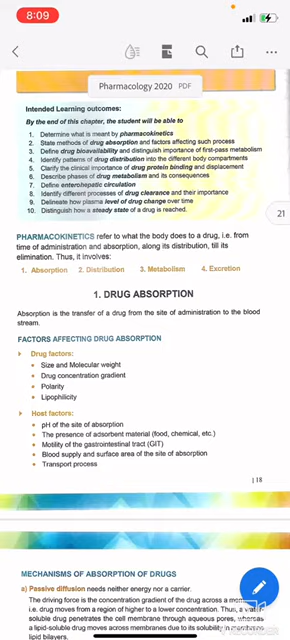 8:09
Pharmacology 2020 PDF
Intended Learning outcomes:
By the end of this chapter, the student will be able to
1. Determine what is meant by pharmacokinetics
2. State methods of drug absorption and factors affecting such process
3. Define drug bioavailability and distinguish importance of first-pass metabolism
4. Identify patterns of drug distribution into the different body compartments
5. Clarify the clinical importance of drug protein binding and displacement
6. Describe phases of drug metabolism and its consequences
7. Define enterohepatic circulation
8. Identify different processes of drug clearance and their importance
9. Delineate how plasma level of drug change over time
10. Distinguish how a steady state of a drug is reached.
21
PHARMACOKINETICS refer to what the body does to a drug, i.e. from
time of administration and absorption, along its distribution, till its
elimination. Thus, it involves:
1. Absorption 2. Distribution 3. Metabolism 4. Excretion
1. DRUG ABSORPTION
Absorption is the transfer of a drug from the site of administration to the blood
stream.
FACTORS AFFECTING DRUG ABSORPTION
Drug factors:
• Size and Molecular weight
• Drug concentration gradient
• Polarity
• Lipophilicity
Host factors:
• pH of the site of absorption
• The presence of adsorbent material (food, chemical, etc.)
• Motility of the gastrointestinal tract (GIT)
• Blood supply and surface area of the site of absorption
• Transport process
| 18
MECHANISMS OF ABSORPTION OF DRUGS
a) Passive diffusion needs neither energy nor a carrier.
The driving force is the concentration gradient of the drug across a
i.e. drug moves from a region of higher to a lower concentration. Thus, a
soluble drug penetrates the cell membrane through aqueous pores, whereas
a lipid-soluble drug moves across membranes due to its solubility in
lipid bilayers.